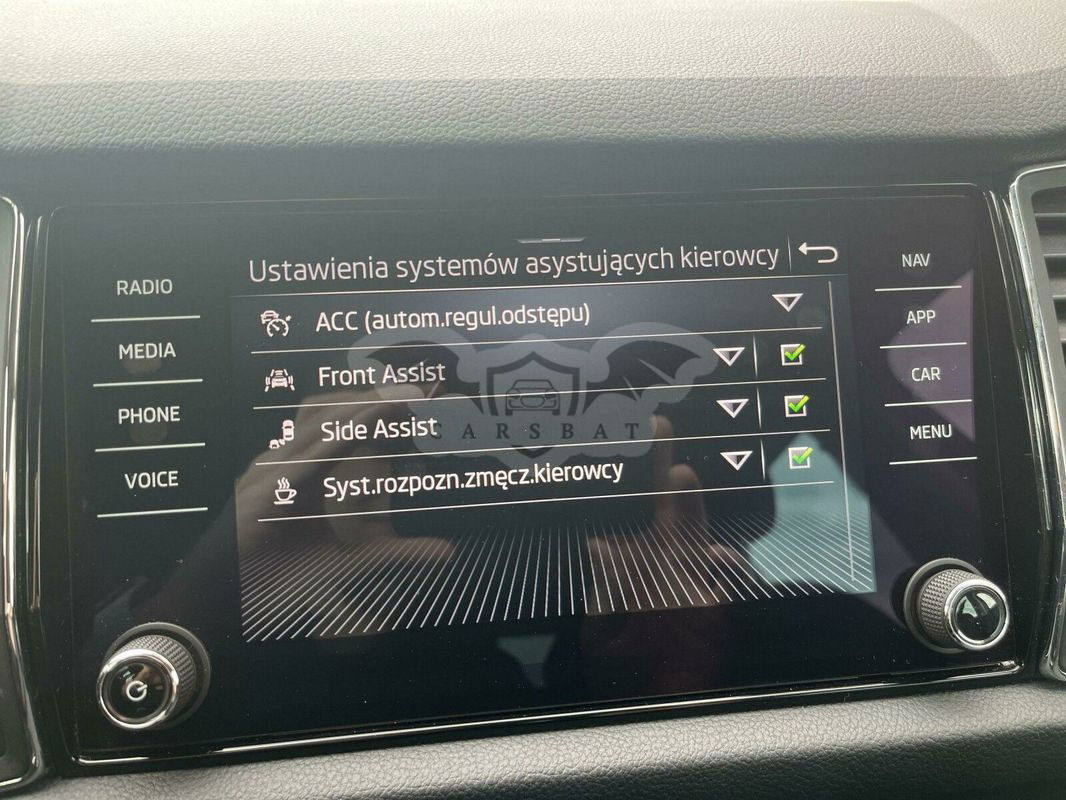 Ustawienia systemów asystujących kierowcy
RADIO
MEDIA
PHONE
VOICE
ACC (autom.regul.odstępu)
Front Assist
Side Assist
Syst.rozpozn.zmęcz.kierowcy
CARSBAT
NAV
APP
CAR
MENU